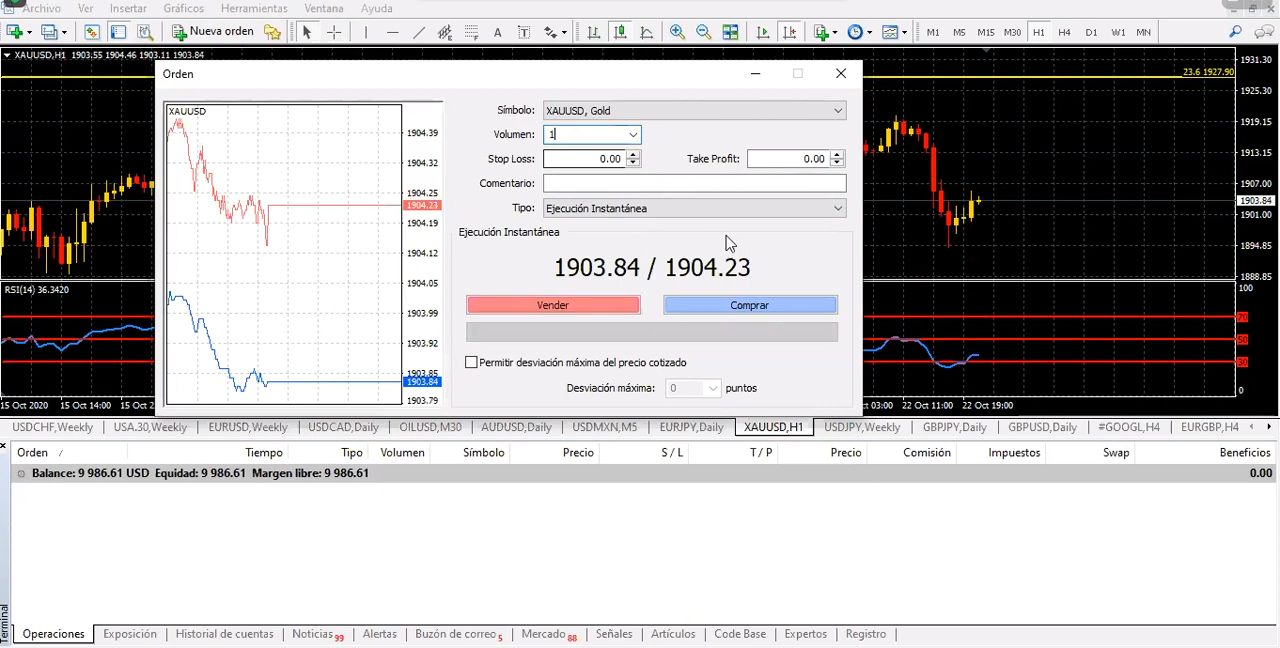 Archivo Ver Insertar Gráficos Herramientas Ventana Ayuda
Nueva orden A T M1 M5 M15 M30 H1 H4 D1 W1 MN
XAUUSD,H1 1903.55 1904.46 1903.11 1903.84
Orden
XAUUSD
1904.39
1904.32
1904.25
1904.23
1904.19
1904.12
1904.05
1903.99
1903.92
1903.85
1903.84
1903.79
Símbolo: XAUUSD, Gold
Volumen: 1
Stop Loss: 0.00 Take Profit: 0.00
Comentario:
Tipo: Ejecución Instantánea
Ejecución Instantánea
1903.84 / 1904.23
Vender Comprar
Permitir desviación máxima del precio cotizado
Desviación máxima: 0 puntos
23.6 1927.90
1931.30
1925.30
1919.15
1913.15
1907.00
1903.84
1901.00
1894.85
1888.85
RSI(14) 36.3420
100
70
50
30
0
15 Oct 2020 15 Oct 14:00 15 Oct 2 ct 03:00 22 Oct 11:00 22 Oct 19:00
USDCHF,Weekly USA.30,Weekly EURUSD,Weekly USDCAD,Daily OILUSD,M30 AUDUSD,Daily USDMXN,M5 EURJPY,Daily XAUUSD,H1 USDJPY,Weekly GBPJPY,Daily GBPUSD,Daily #GOOGL,H4 EURGBP,H4
Orden / Tiempo Tipo Volumen Símbolo Precio S / L T / P Precio Comisión Impuestos Swap Beneficios
Balance: 9 986.61 USD Equidad: 9 986.61 Margen libre: 9 986.61 0.00
Terminal
Operaciones Exposición Historial de cuentas Noticias 99 Alertas Buzón de correo 5 Mercado 88 Señales Artículos Code Base Expertos Registro